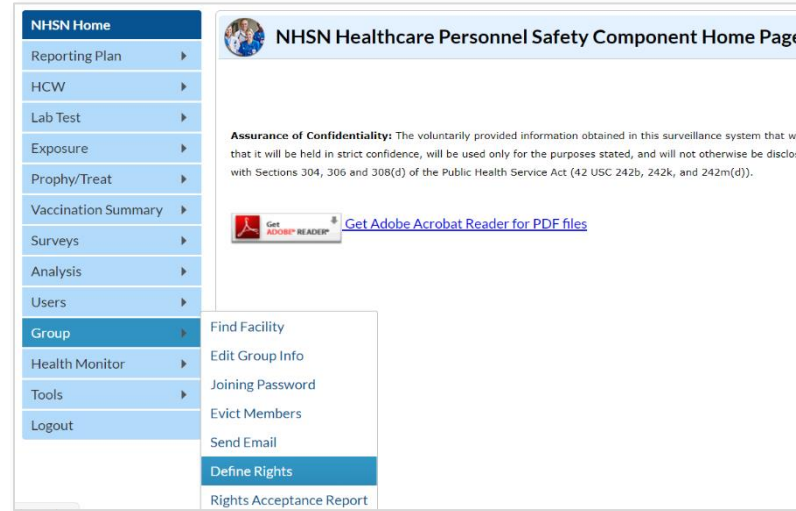 NHSN Home
Reporting Plan
HCW
Lab Test
Exposure
Prophy/Treat
Vaccination Summary
Surveys
Analysis
Users
Group
Health Monitor
Tools
Logout
Find Facility
Edit Group Info
Joining Password
Evict Members
Send Email
Define Rights
Rights Acceptance Report
NHSN Healthcare Personnel Safety Component Home Page
Assurance of Confidentiality: The voluntarily provided information obtained in this surveillance system that w
that it will be held in strict confidence, will be used only for the purposes stated, and will not otherwise be disclo
with Sections 304, 306 and 308(d) of the Public Health Service Act (42 USC 242b, 242k, and 242m(d)).
Get
ADOBE® READER®
Get Adobe Acrobat Reader for PDF files